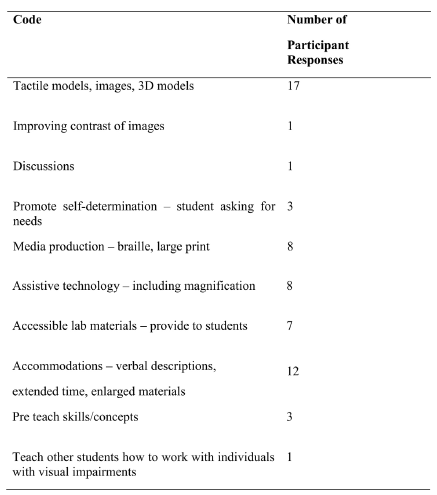 Code Number of
Participant
Responses
Tactile models, images, 3D models 17
Improving contrast of images 1
Discussions 1
Promote self-determination – student asking for 3
needs
Media production – braille, large print 8
Assistive technology – including magnification 8
Accessible lab materials – provide to students 7
Accommodations – verbal descriptions, 12
extended time, enlarged materials
Pre teach skills/concepts 3
Teach other students how to work with individuals 1
with visual impairments